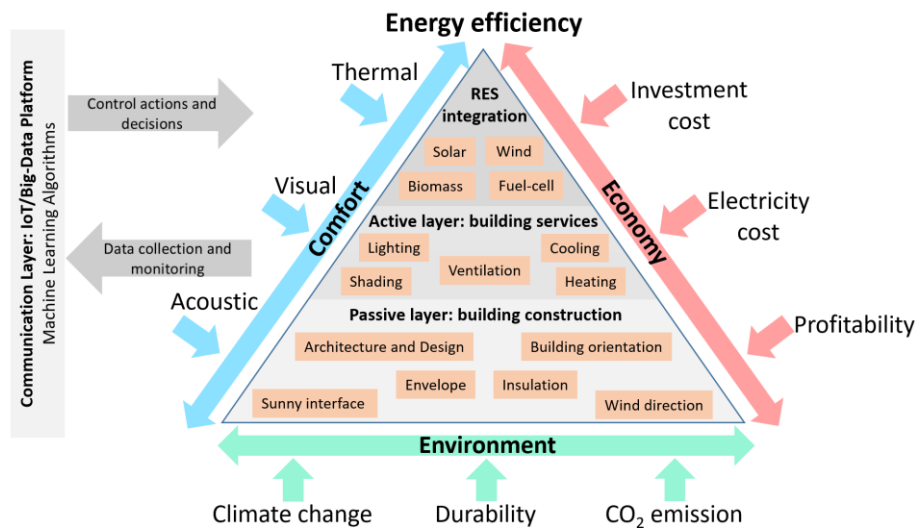 Energy efficiency
Communication Layer: IoT/Big-Data Platform
Machine Learning Algorithms
Control actions and
decisions
Data collection and
monitoring
Thermal
Visual
Acoustic
Comfort
RES
integration
Solar
Wind
Biomass
Fuel-cell
Active layer: building services
Lighting
Cooling
Ventilation
Shading
Heating
Passive layer: building construction
Architecture and Design
Building orientation
Envelope
Insulation
Sunny interface
Wind direction
Economy
Investment
cost
Electricity
cost
Profitability
Environment
Climate change
Durability
CO₂ emission